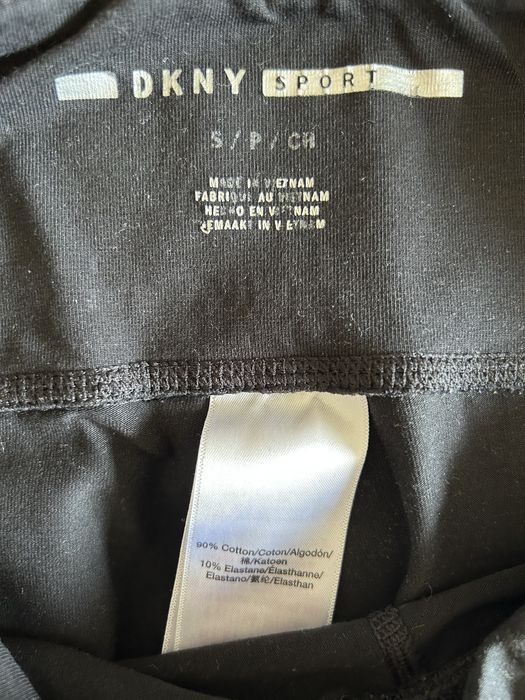 DKNY SPORT
S / P / CH
MADE IN VIETNAM
FABRIQUE AU VIETNAM
HECHO EN VIETNAM
GEMAAKT IN VIETNAM
90% Cotton/Coton/Algodón/
棉/Katoen
10% Elastane/Élasthanne/
Elastano/氨纶/Elasthan